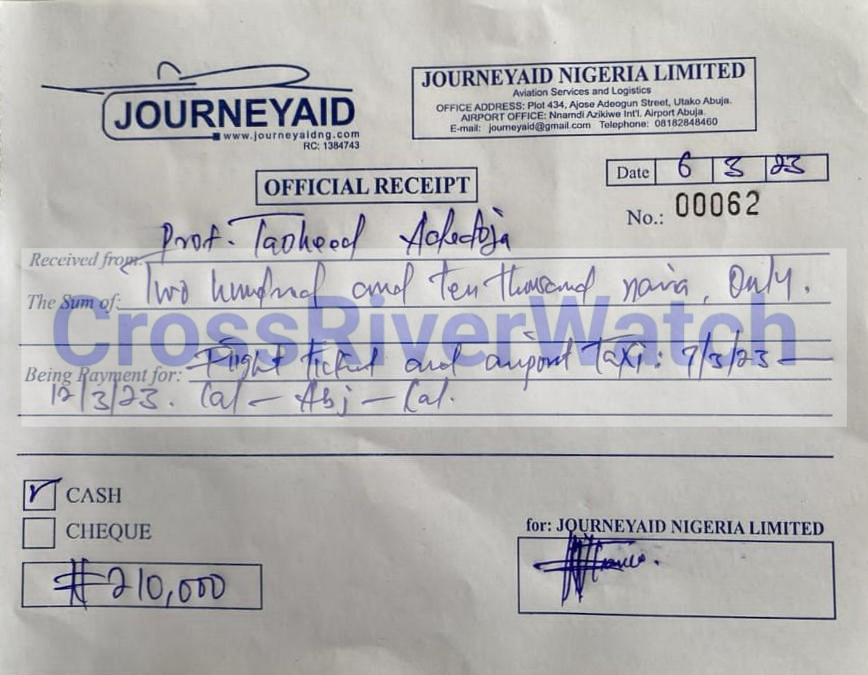 JOURNEYAID
www.journeyaidng.com
RC: 1384743
JOURNEYAID NIGERIA LIMITED
Aviation Services and Logistics
OFFICE ADDRESS: Plot 434, Ajose Adeogun Street, Utako Abuja.
AIRPORT OFFICE: Nnamdi Azikiwe Int'l. Airport Abuja.
E-mail: journeyaid@gmail.com Telephone: 08182848460
OFFICIAL RECEIPT
Date 6 3 23
No.: 00062
Received from: Prof. Taoheed Adedoja
The Sum of: Two hundred and ten thousand naira, Only.
CrossRiverWatch
Being Payment for: Flight ticket and airport Taxi: 7/3/23 —
12/3/23. Cal – Abj – Cal.
CASH
CHEQUE
₦210,000
for: JOURNEYAID NIGERIA LIMITED